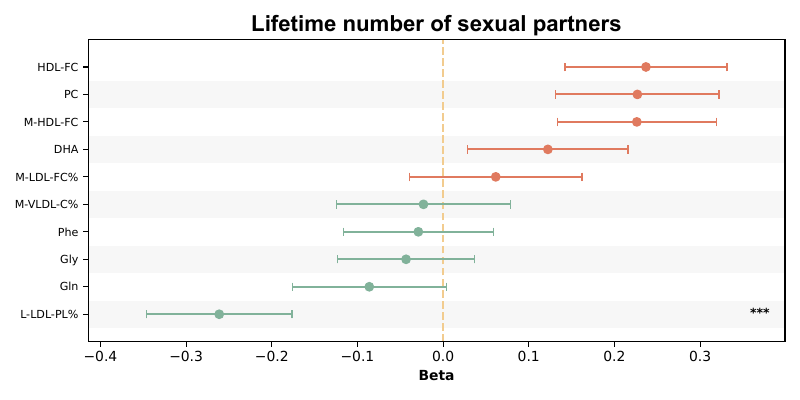 Lifetime number of sexual partners
HDL-FC
PC
M-HDL-FC
DHA
M-LDL-FC%
M-VLDL-C%
Phe
Gly
Gln
L-LDL-PL%
***
−0.4 −0.3 −0.2 −0.1 0.0 0.1 0.2 0.3
Beta